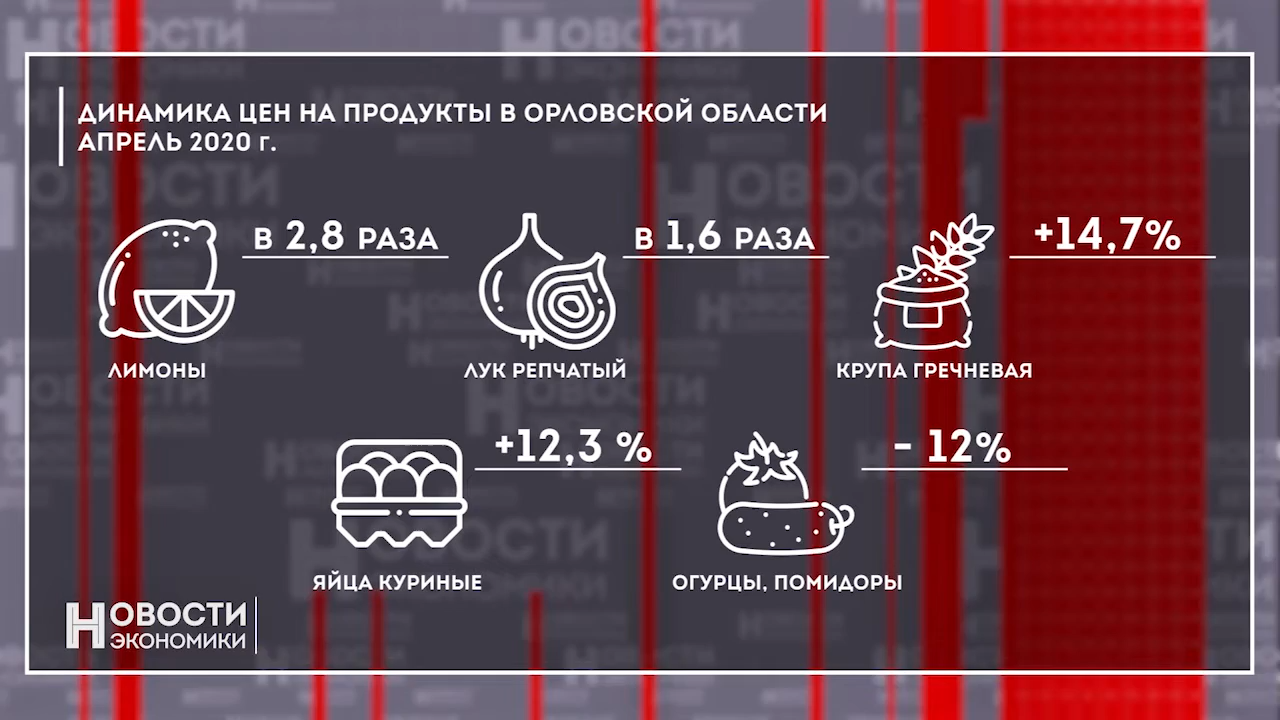 ДИНАМИКА ЦЕН НА ПРОДУКТЫ В ОРЛОВСКОЙ ОБЛАСТИ
АПРЕЛЬ 2020 г.
В 2,8 РАЗА
В 1,6 РАЗА
+14,7%
ЛИМОНЫ
ЛУК РЕПЧАТЫЙ
КРУПА ГРЕЧНЕВАЯ
+12,3 %
- 12%
ЯЙЦА КУРИНЫЕ
ОГУРЦЫ, ПОМИДОРЫ
НОВОСТИ
ЭКОНОМИКИ